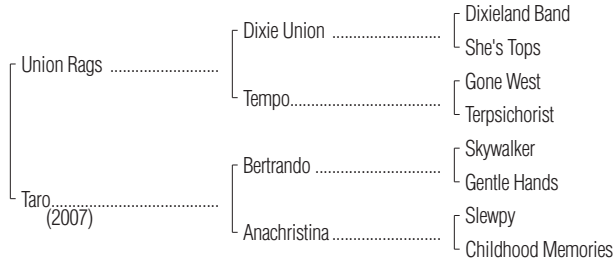 Dixieland Band
Dixie Union ......................
She's Tops
Union Rags ......................
Gone West
Tempo..............................
Terpsichorist
Skywalker
Bertrando .........................
Gentle Hands
Taro..................................
(2007)
Slewpy
Anachristina ......................
Childhood Memories